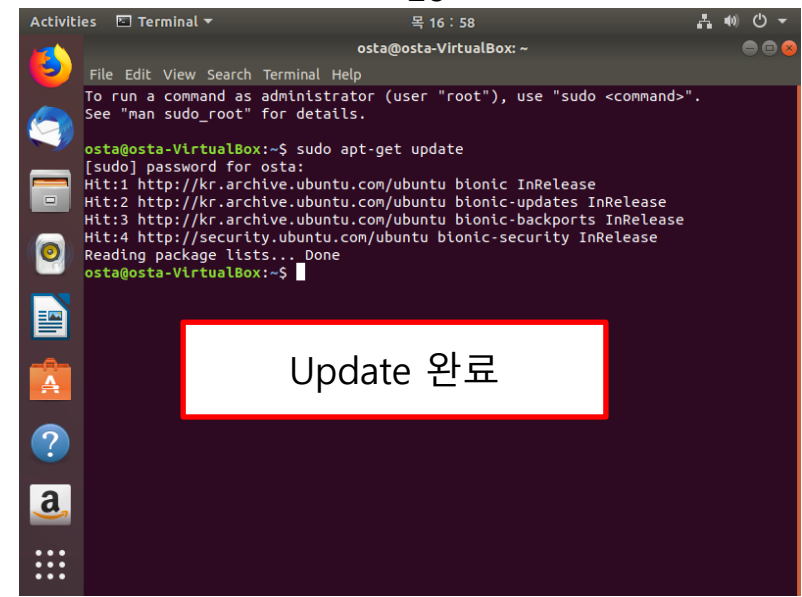 Activities Terminal 목 16 : 58
osta@osta-VirtualBox: ~
File Edit View Search Terminal Help
To run a command as administrator (user "root"), use "sudo <command>".
See "man sudo_root" for details.
osta@osta-VirtualBox:~$ sudo apt-get update
[sudo] password for osta:
Hit:1 http://kr.archive.ubuntu.com/ubuntu bionic InRelease
Hit:2 http://kr.archive.ubuntu.com/ubuntu bionic-updates InRelease
Hit:3 http://kr.archive.ubuntu.com/ubuntu bionic-backports InRelease
Hit:4 http://security.ubuntu.com/ubuntu bionic-security InRelease
Reading package lists... Done
osta@osta-VirtualBox:~$
Update 완료